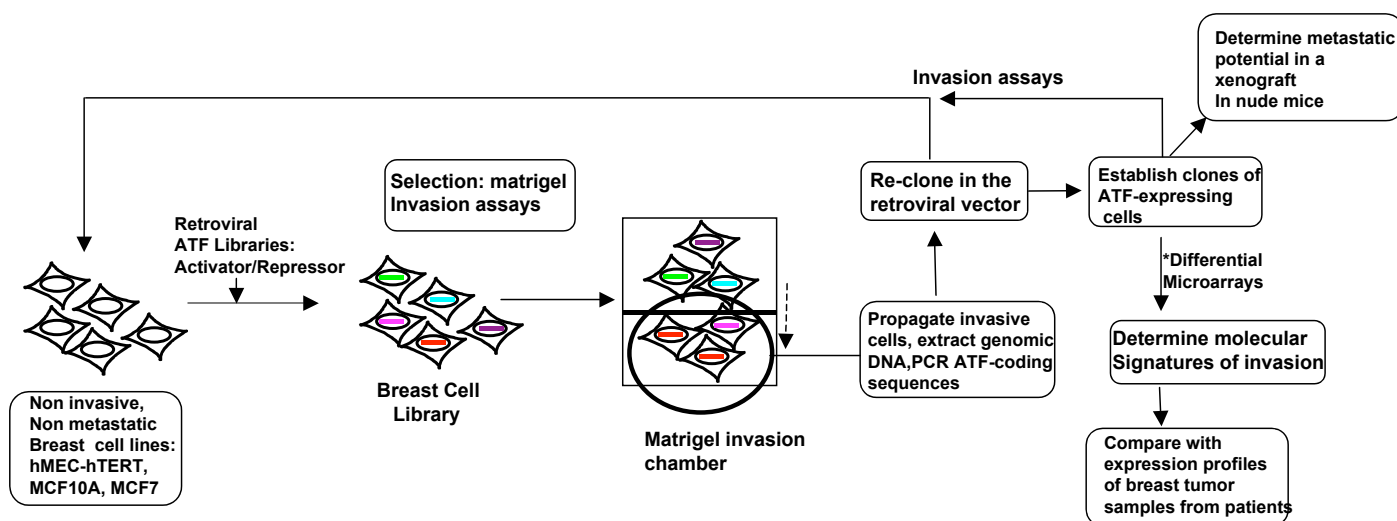 Non invasive,
Non metastatic
Breast cell lines:
hMEC-hTERT,
MCF10A, MCF7
Retroviral
ATF Libraries:
Activator/Repressor
Selection: matrigel
Invasion assays
Breast Cell
Library
Matrigel invasion
chamber
Propagate invasive
cells, extract genomic
DNA,PCR ATF-coding
sequences
Re-clone in the
retroviral vector
Invasion assays
Establish clones of
ATF-expressing
cells
Determine metastatic
potential in a
xenograft
In nude mice
*Differential
Microarrays
Determine molecular
Signatures of invasion
Compare with
expression profiles
of breast tumor
samples from patients